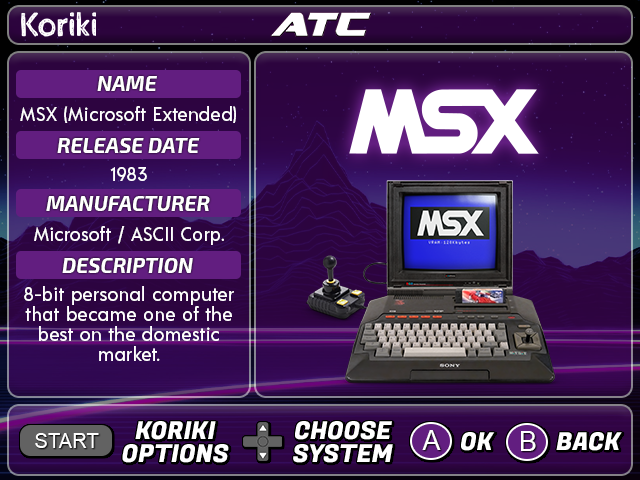 Koriki
ATC
NAME
MSX (Microsoft Extended)
RELEASE DATE
1983
MANUFACTURER
Microsoft / ASCII Corp.
DESCRIPTION
8-bit personal computer
that became one of the
best on the domestic
market.
MSX
MSX
VRAM 128Kbytes
SONY
START
KORIKI
OPTIONS
CHOOSE
SYSTEM
A
OK
B
BACK